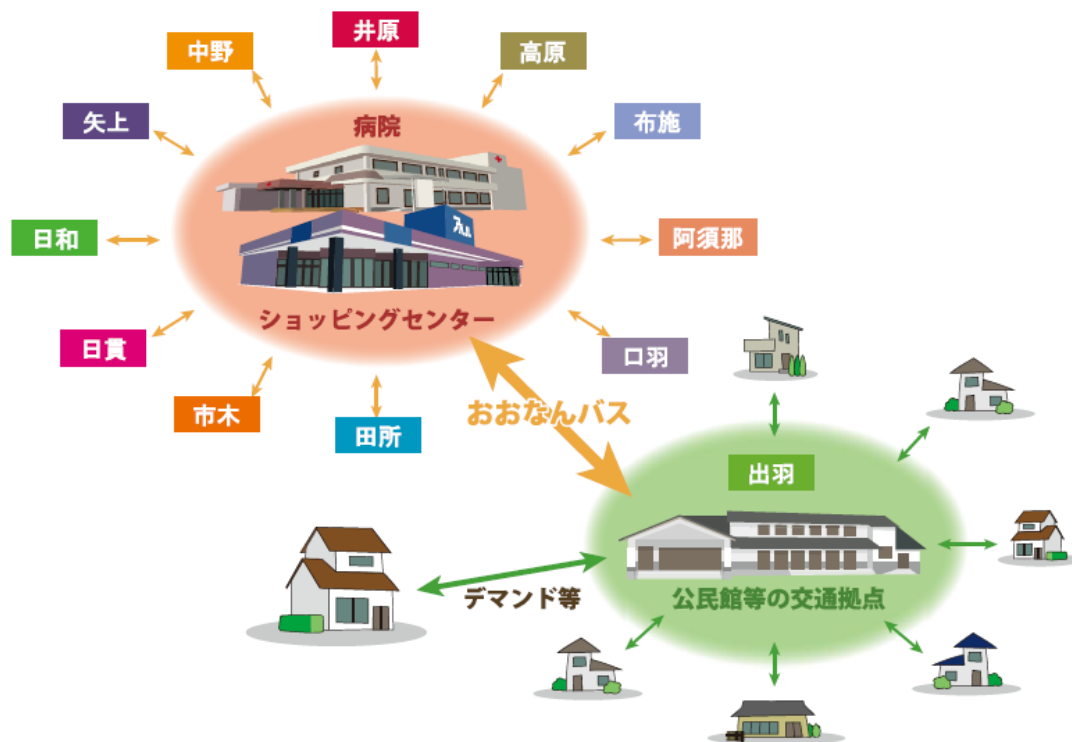 井原
中野
高原
矢上
病院
布施
日和
阿須那
ショッピングセンター
日貫
口羽
市木
おおなんバス
田所
出羽
デマンド等
公民館等の交通拠点